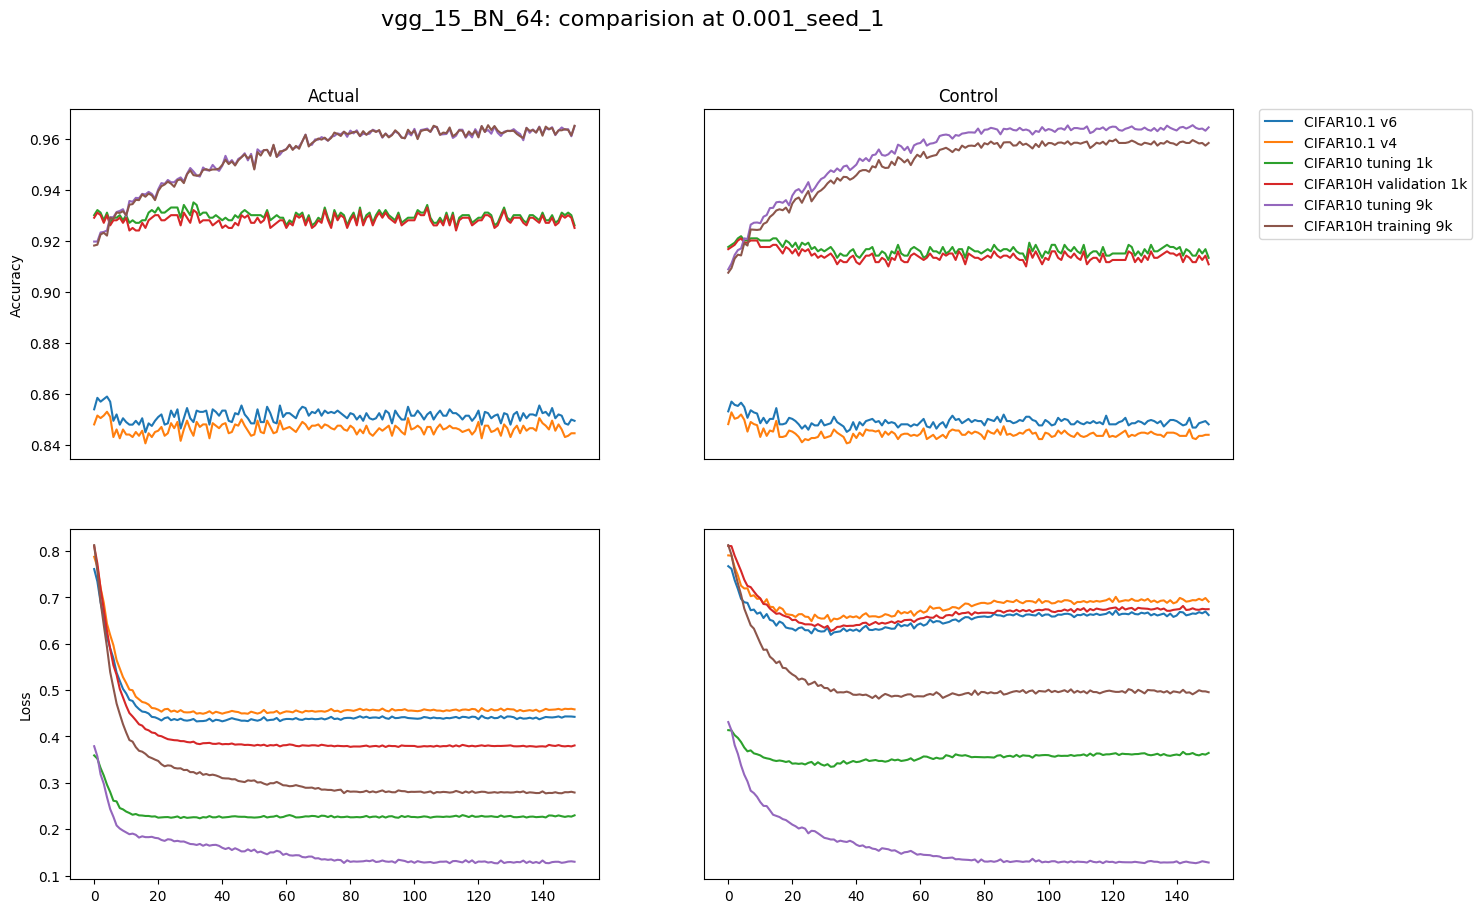 vgg_15_BN_64: comparision at 0.001_seed_1
Actual
Control
CIFAR10.1 v6
CIFAR10.1 v4
CIFAR10 tuning 1k
CIFAR10H validation 1k
CIFAR10 tuning 9k
CIFAR10H training 9k
Accuracy
0.96
0.94
0.92
0.90
0.88
0.86
0.84
Loss
0.8
0.7
0.6
0.5
0.4
0.3
0.2
0.1
0 20 40 60 80 100 120 140
0 20 40 60 80 100 120 140